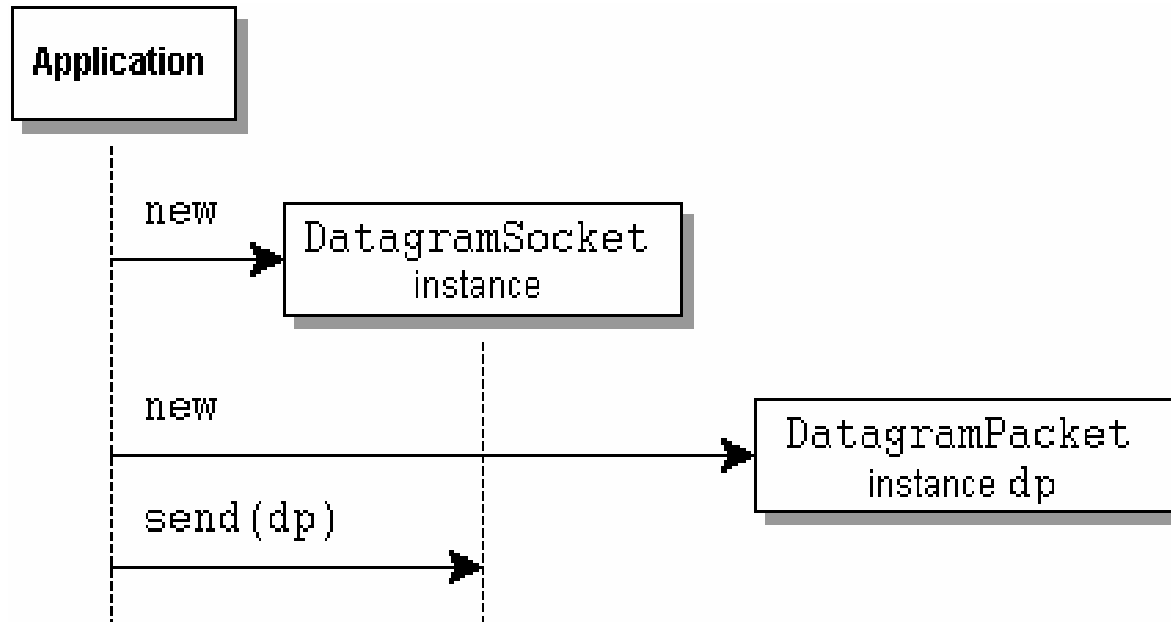 Application
new
DatagramSocket
instance
new
DatagramPacket
instance dp
send(dp)